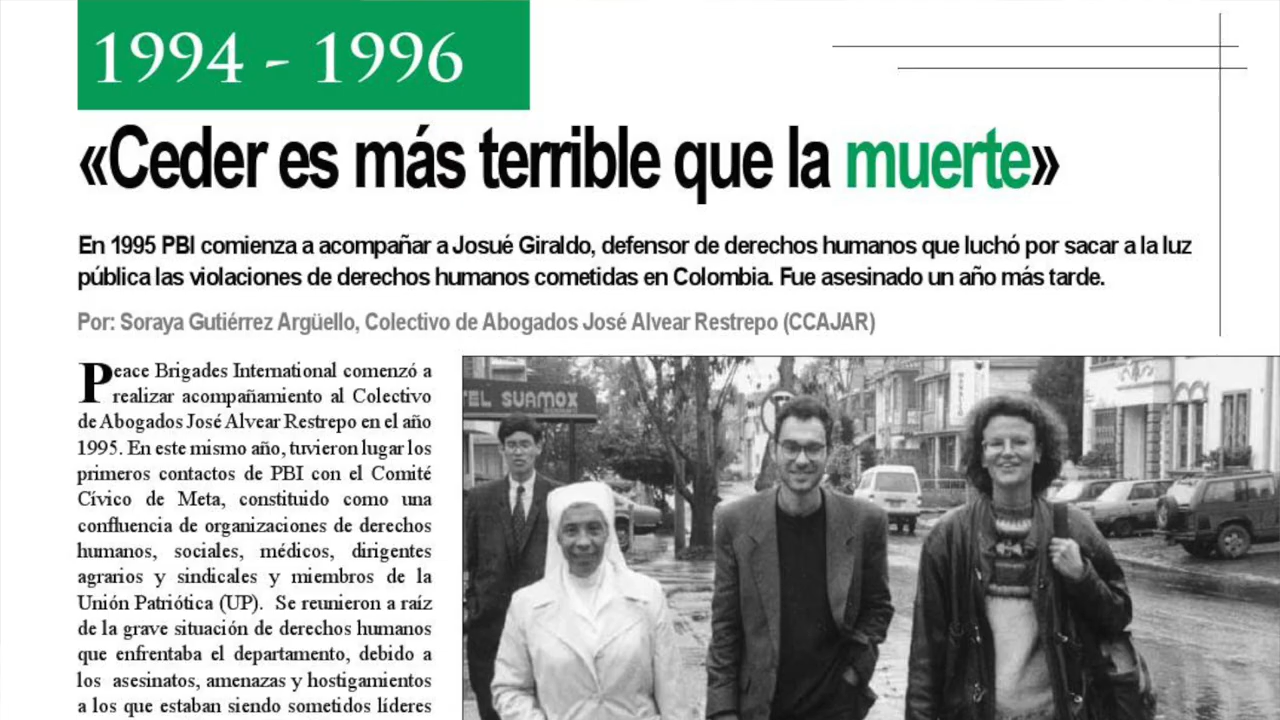 1994 - 1996
«Ceder es más terrible que la muerte»
En 1995 PBI comienza a acompañar a Josué Giraldo, defensor de derechos humanos que luchó por sacar a la luz
pública las violaciones de derechos humanos cometidas en Colombia. Fue asesinado un año más tarde.
Por: Soraya Gutiérrez Argüello, Colectivo de Abogados José Alvear Restrepo (CCAJAR)
Peace Brigades International comenzó a
realizar acompañamiento al Colectivo
de Abogados José Alvear Restrepo en el año
1995. En este mismo año, tuvieron lugar los
primeros contactos de PBI con el Comité
Cívico de Meta, constituido como una
confluencia de organizaciones de derechos
humanos, sociales, médicos, dirigentes
agrarios y sindicales y miembros de la
Unión Patriótica (UP). Se reunieron a raíz
de la grave situación de derechos humanos
que enfrentaba el departamento, debido a
los asesinatos, amenazas y hostigamientos
a los que estaban siendo sometidos líderes
TEL SUAMOX